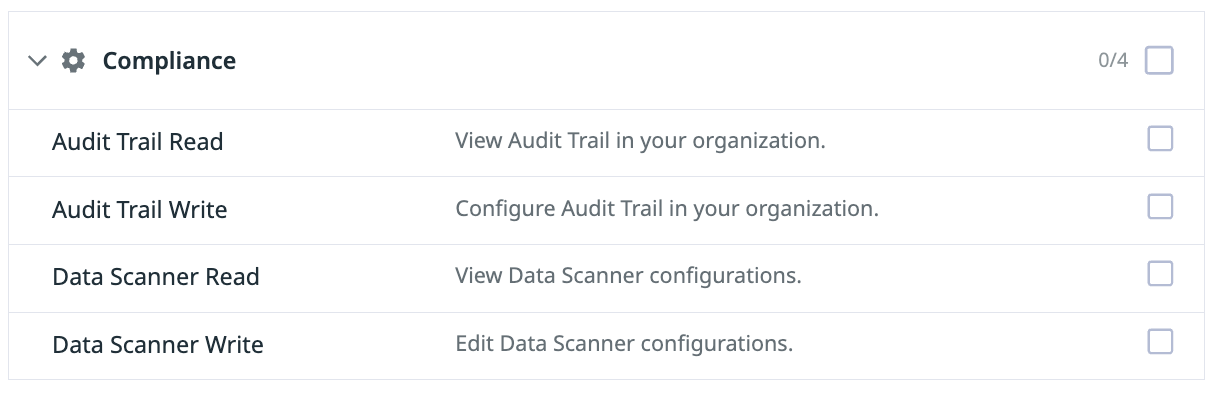 Compliance 0/4
Audit Trail Read View Audit Trail in your organization.
Audit Trail Write Configure Audit Trail in your organization.
Data Scanner Read View Data Scanner configurations.
Data Scanner Write Edit Data Scanner configurations.